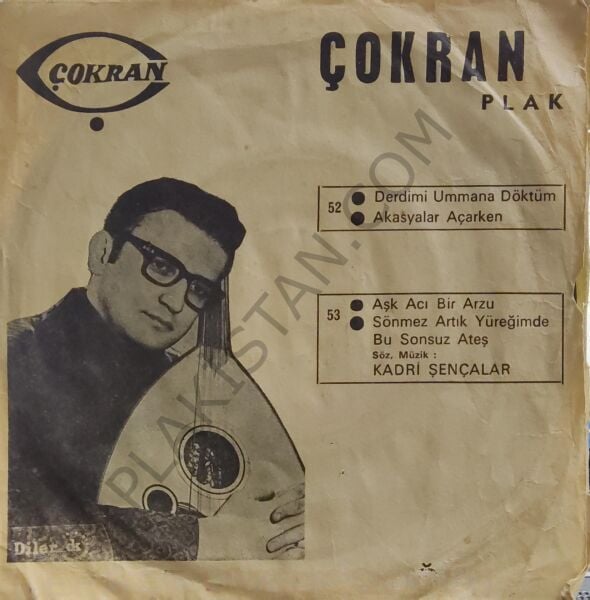 ÇOKRAN
ÇOKRAN
PLAK
52 ● Derdimi Ummana Döktüm
● Akasyalar Açarken
53 ● Aşk Acı Bir Arzu
● Sönmez Artık Yüreğimde
Bu Sonsuz Ateş
Söz, Müzik :
KADRİ ŞENÇALAR
PLAKISTAN.COM